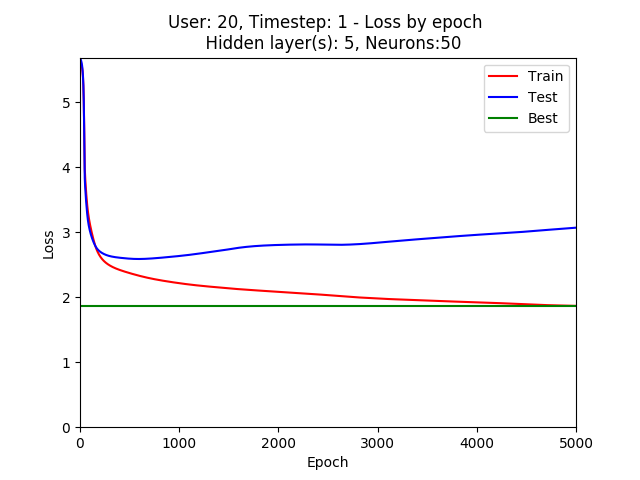 User: 20, Timestep: 1 - Loss by epoch
Hidden layer(s): 5, Neurons:50
Train
Test
Best
5
4
3
2
1
0
Loss
0 1000 2000 3000 4000 5000
Epoch